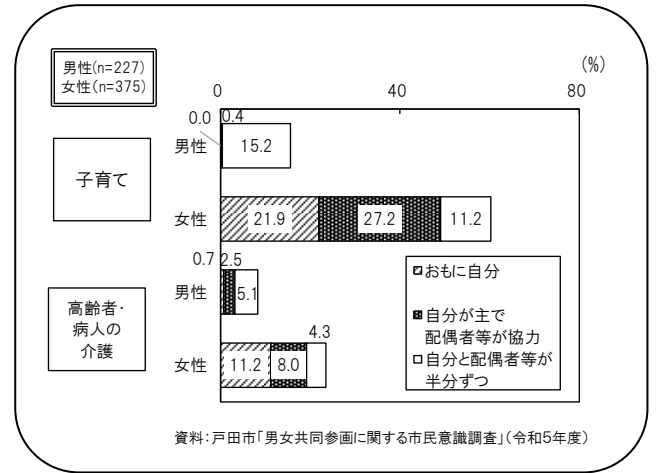 男性(n=227)
女性(n=375)
(%)
0 40 80
子育て
男性 0.0 0.4 15.2
女性 21.9 27.2 11.2
高齢者・
病人の
介護
男性 0.7 2.5 5.1
女性 11.2 8.0 4.3
おもに自分
自分が主で
配偶者等が協力
自分と配偶者等が
半分ずつ
資料:戸田市「男女共同参画に関する市民意識調査」(令和5年度)